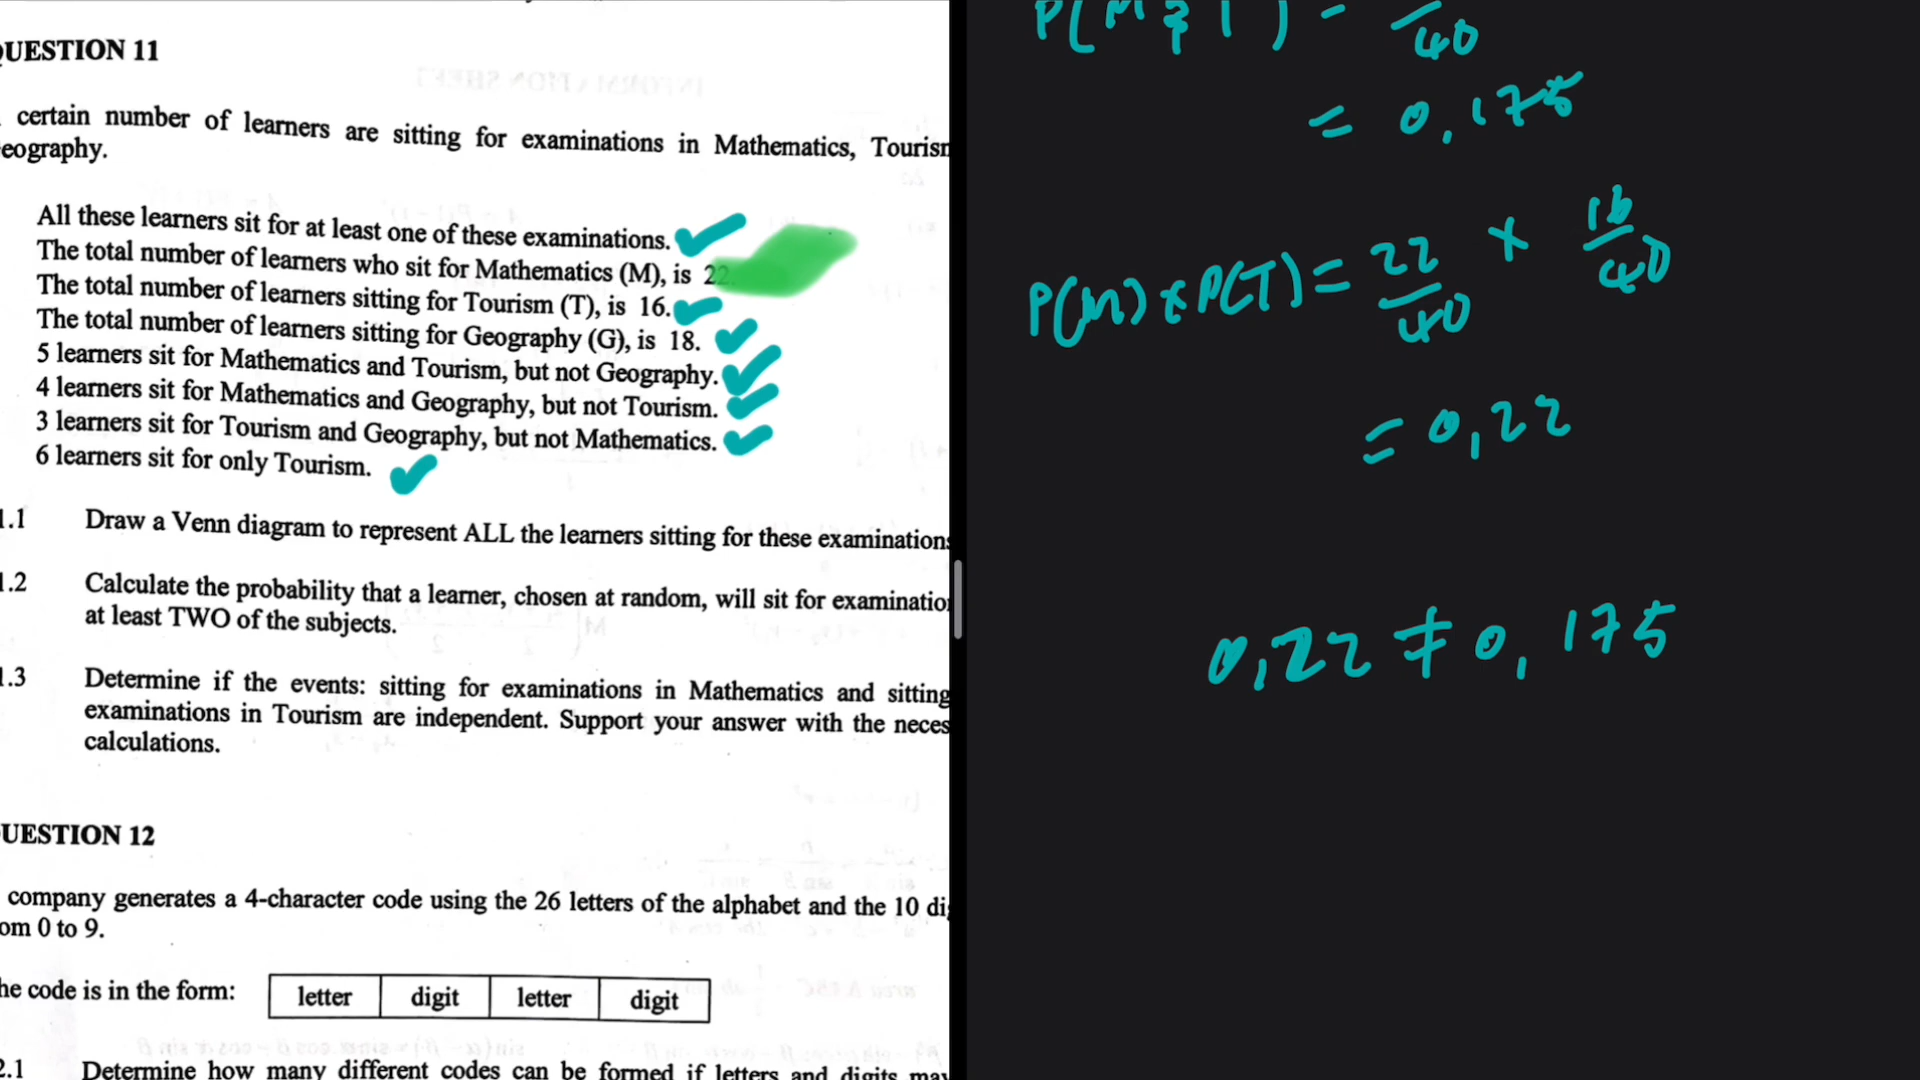 QUESTION 11
certain number of learners are sitting for examinations in Mathematics, Tourism
eography.
All these learners sit for at least one of these examinations.
The total number of learners who sit for Mathematics (M), is 22.
The total number of learners sitting for Tourism (T), is 16.
The total number of learners sitting for Geography (G), is 18.
5 learners sit for Mathematics and Tourism, but not Geography.
4 learners sit for Mathematics and Geography, but not Tourism.
3 learners sit for Tourism and Geography, but not Mathematics.
6 learners sit for only Tourism.
1.1 Draw a Venn diagram to represent ALL the learners sitting for these examinations
1.2 Calculate the probability that a learner, chosen at random, will sit for examination
at least TWO of the subjects.
1.3 Determine if the events: sitting for examinations in Mathematics and sitting
examinations in Tourism are independent. Support your answer with the neces
calculations.
UESTION 12
company generates a 4-character code using the 26 letters of the alphabet and the 10 di
om 0 to 9.
he code is in the form: letter digit letter digit
2.1 Determine how many different codes can be formed if letters and digits may
P(M & T) = /40
= 0,175
P(M) × P(T) = 22/40 × 16/40
= 0,22
0,22 ≠ 0,175